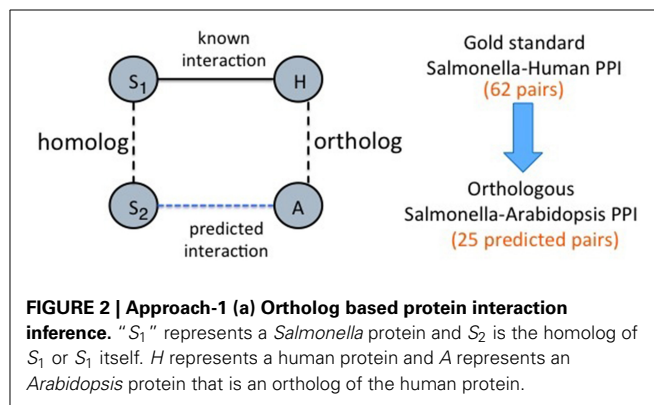 known
interaction
S1
H
homolog
ortholog
S2
A
predicted
interaction
Gold standard
Salmonella-Human PPI
(62 pairs)
Orthologous
Salmonella-Arabidopsis PPI
(25 predicted pairs)
FIGURE 2 | Approach-1 (a) Ortholog based protein interaction
inference. “S1” represents a Salmonella protein and S2 is the homolog of
S1 or S1 itself. H represents a human protein and A represents an
Arabidopsis protein that is an ortholog of the human protein.